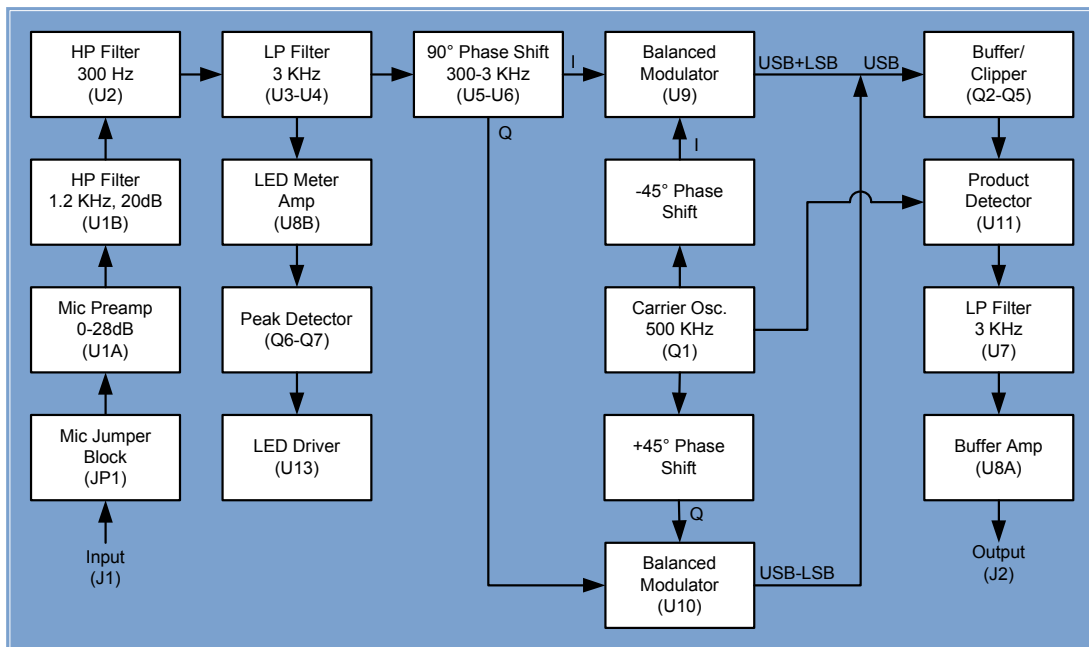 HP Filter
300 Hz
(U2)
LP Filter
3 KHz
(U3-U4)
90° Phase Shift
300-3 KHz
(U5-U6)
I
Balanced
Modulator
(U9)
USB+LSB
USB
Buffer/
Clipper
(Q2-Q5)
Q
I
HP Filter
1.2 KHz, 20dB
(U1B)
LED Meter
Amp
(U8B)
-45° Phase
Shift
Product
Detector
(U11)
Mic Preamp
0-28dB
(U1A)
Peak Detector
(Q6-Q7)
Carrier Osc.
500 KHz
(Q1)
LP Filter
3 KHz
(U7)
Mic Jumper
Block
(JP1)
LED Driver
(U13)
+45° Phase
Shift
Buffer Amp
(U8A)
Q
Input
(J1)
Balanced
Modulator
(U10)
USB-LSB
Output
(J2)